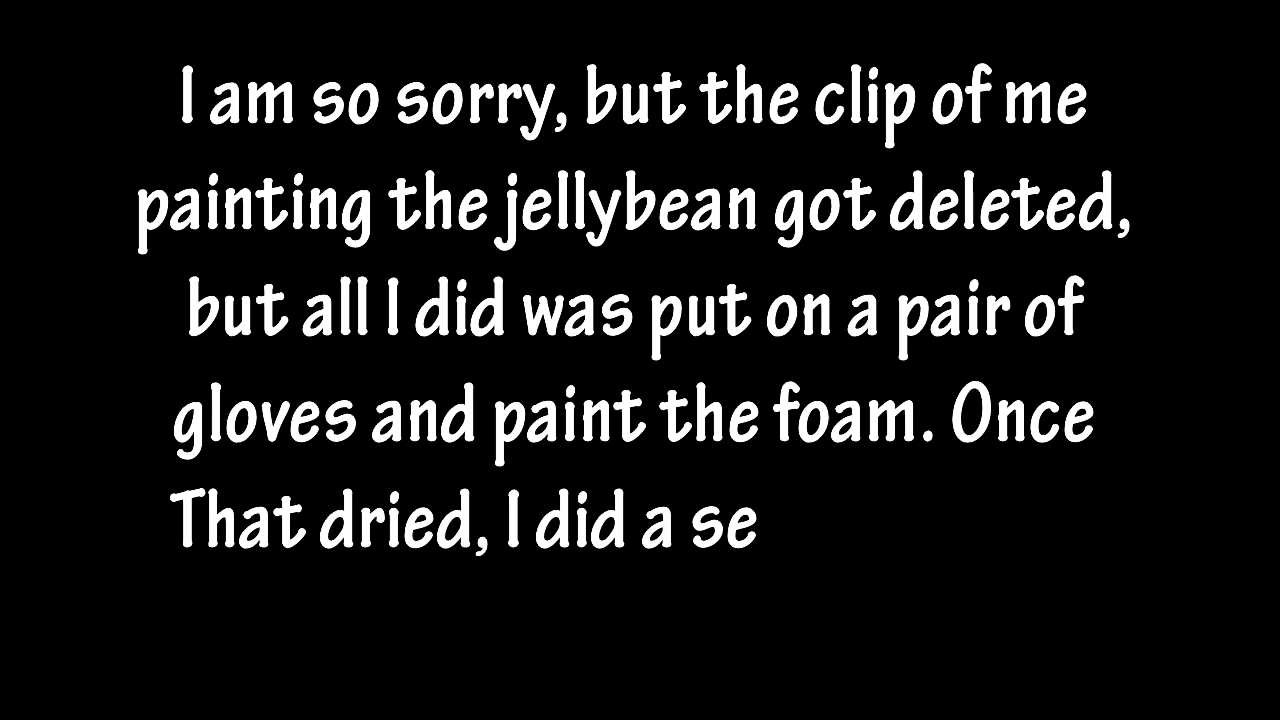 I am so sorry, but the clip of me
painting the jellybean got deleted,
but all I did was put on a pair of
gloves and paint the foam. Once
That dried, I did a se